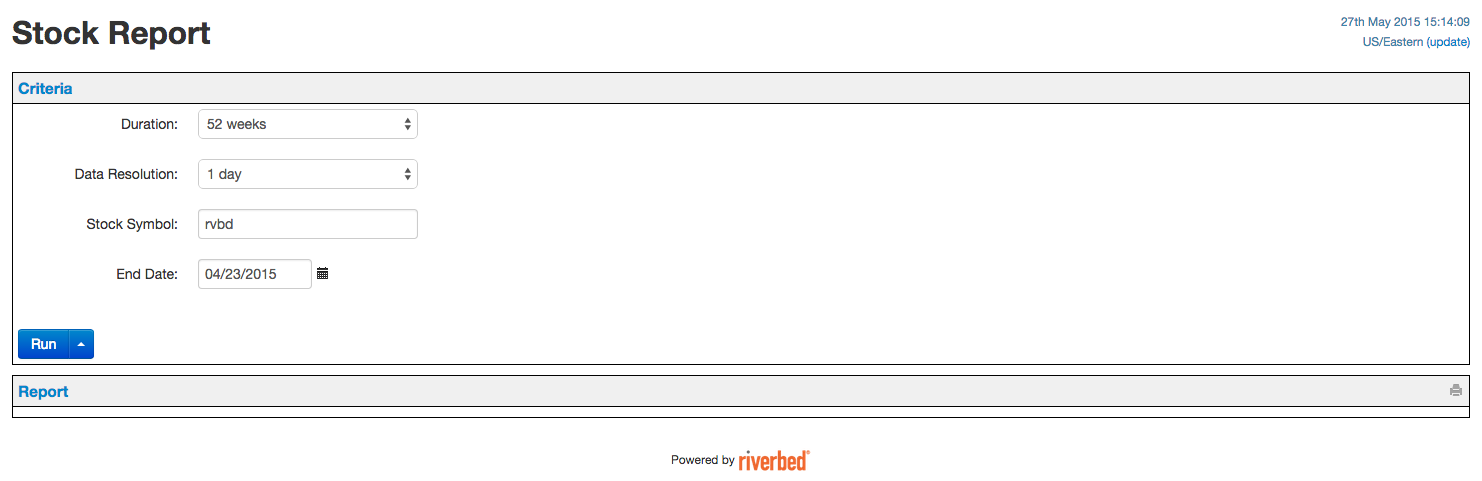 Stock Report
27th May 2015 15:14:09
US/Eastern (update)
Criteria
Duration: 52 weeks
Data Resolution: 1 day
Stock Symbol: rvbd
End Date: 04/23/2015
Run
Report
Powered by riverbed®